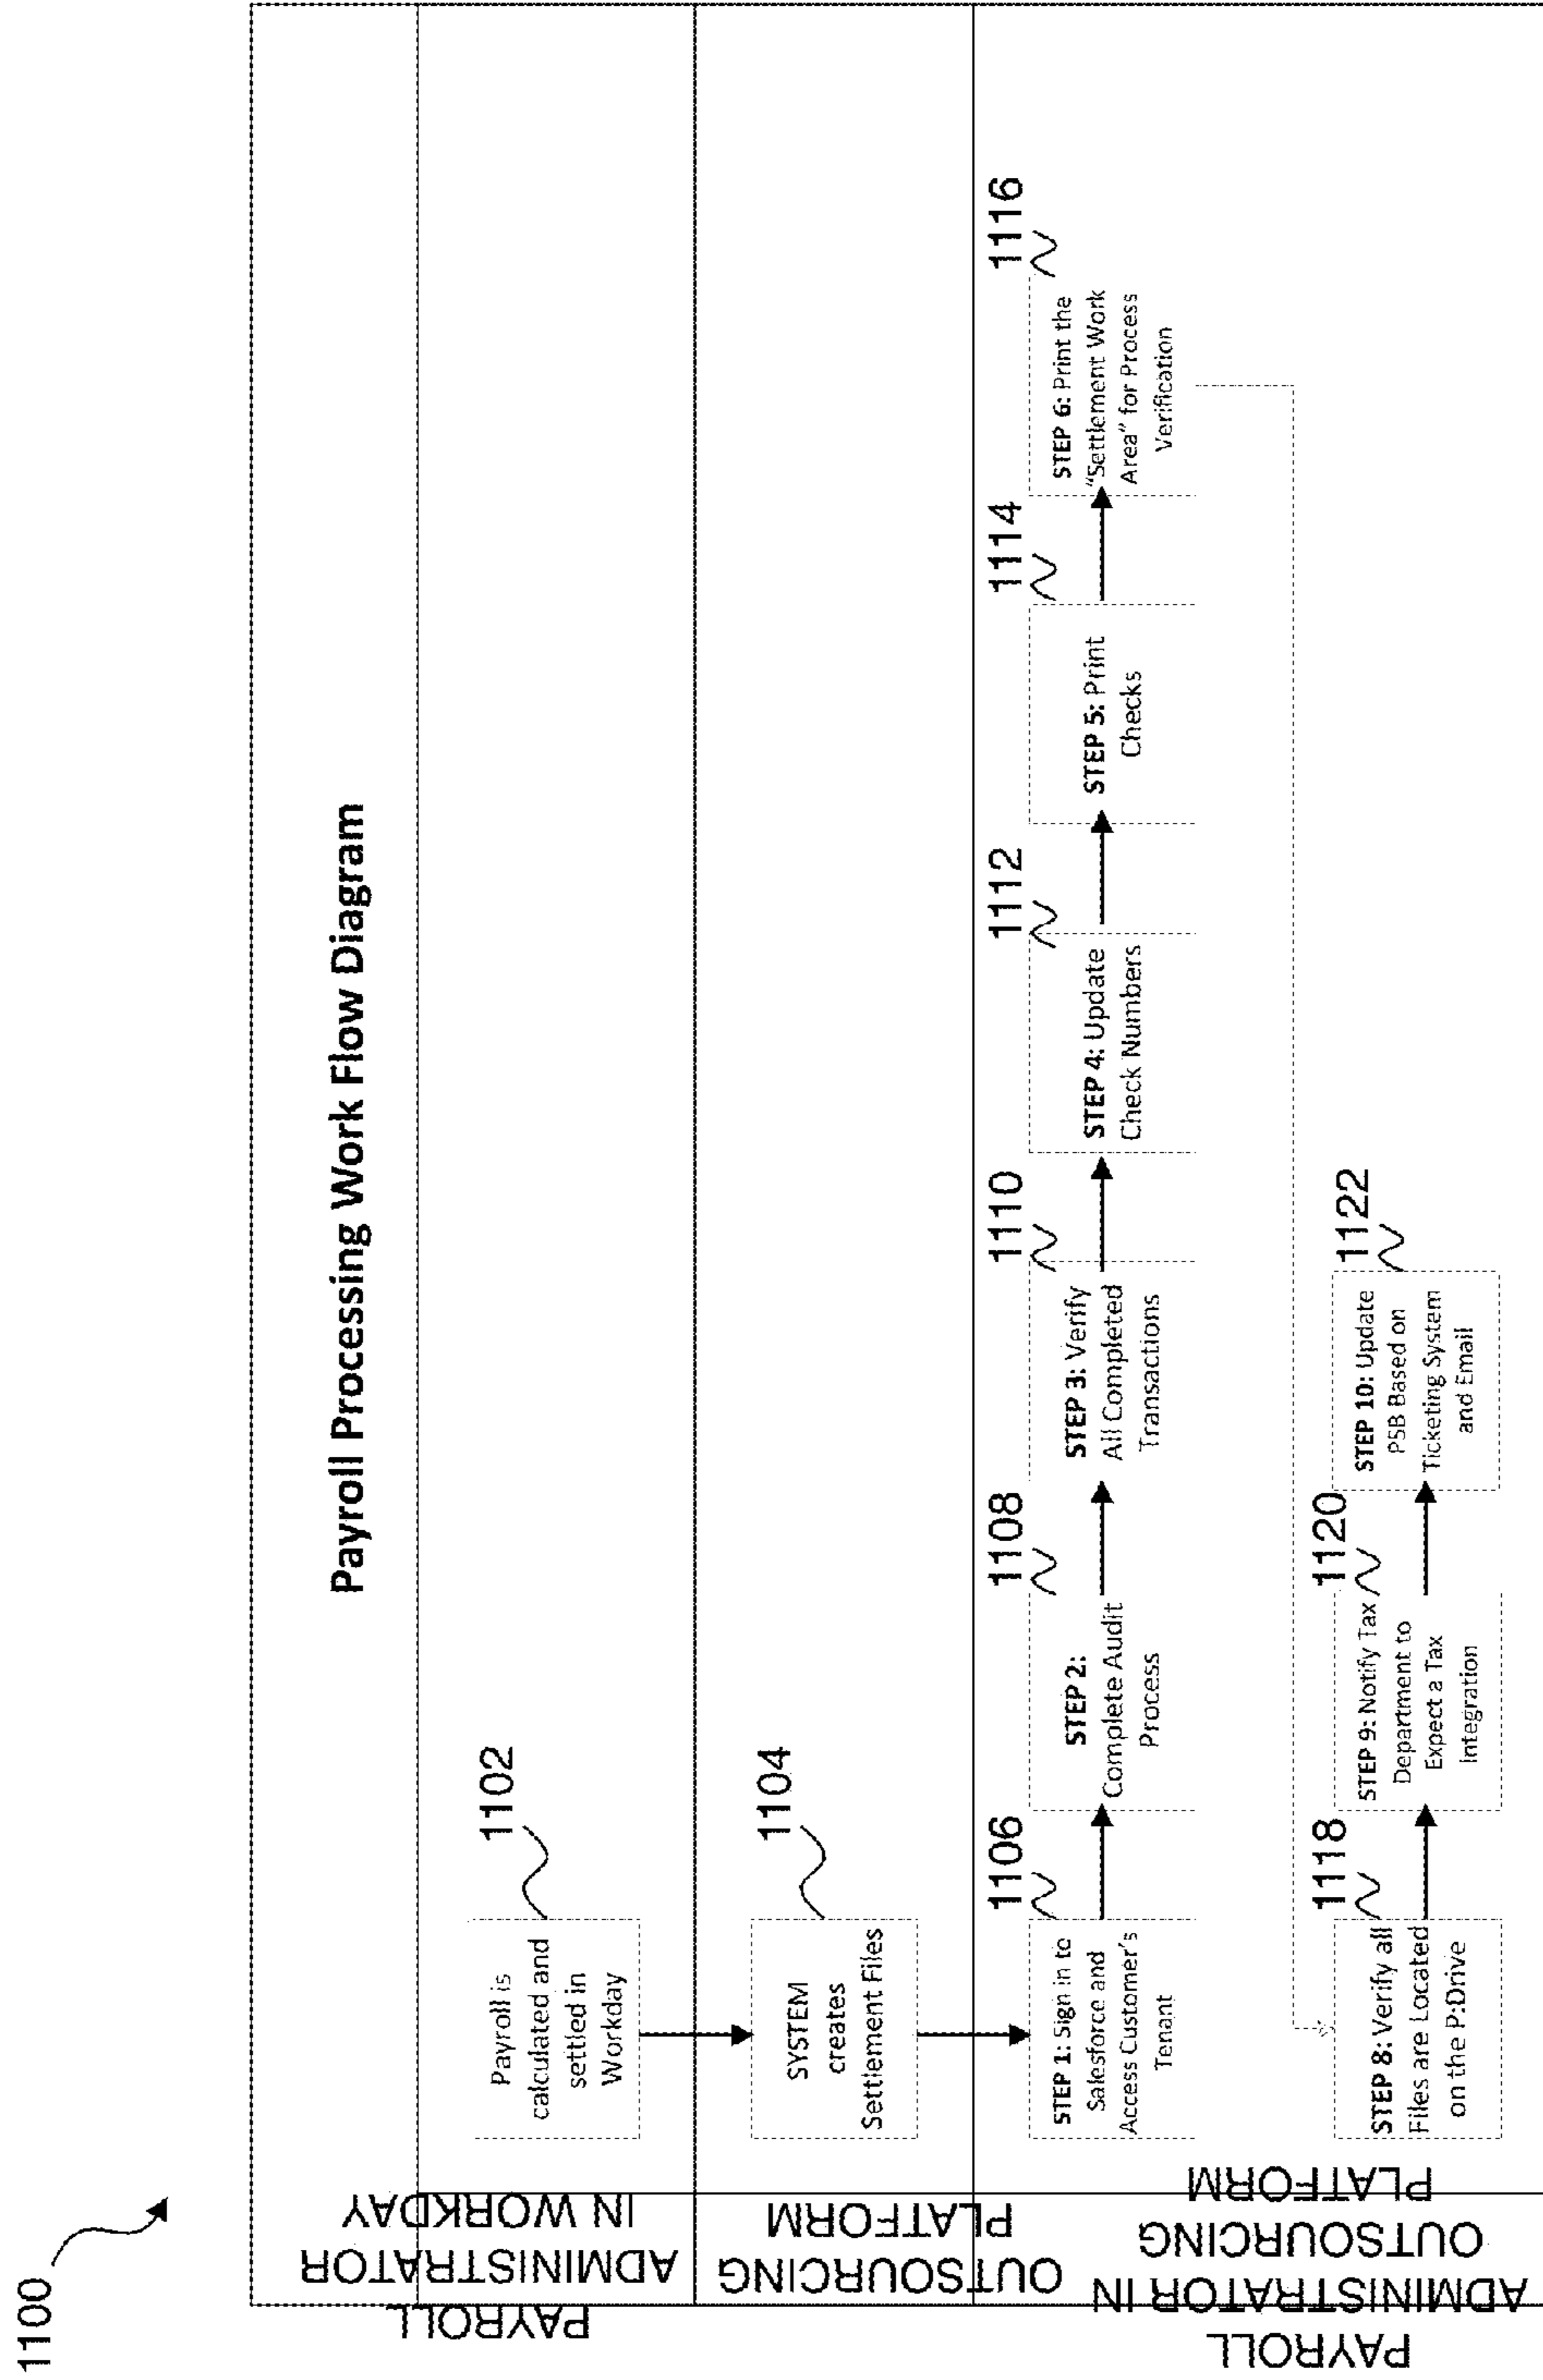 1100
Payroll Processing Work Flow Diagram
PAYROLL
ADMINISTRATOR
IN WORKDAY
1102
Payroll is
calculated and
settled in
Workday
OUTSOURCING
PLATFORM
1104
SYSTEM
creates
Settlement Files
PAYROLL
ADMINISTRATOR IN
OUTSOURCING
PLATFORM
1106
STEP 1: Sign in to
Salesforce and
Access Customer's
Tenant
1108
STEP 2:
Complete Audit
Process
1110
STEP 3: Verify
All Completed
Transactions
1112
STEP 4: Update
Check Numbers
1114
STEP 5: Print
Checks
1116
STEP 6: Print the
"Settlement Work
Area" for Process
Verification
1118
STEP 8: Verify all
Files are Located
on the P:Drive
1120
STEP 9: Notify Tax
Department to
Expect a Tax
Integration
1122
STEP 10: Update
PSB Based on
Ticketing System
and Email